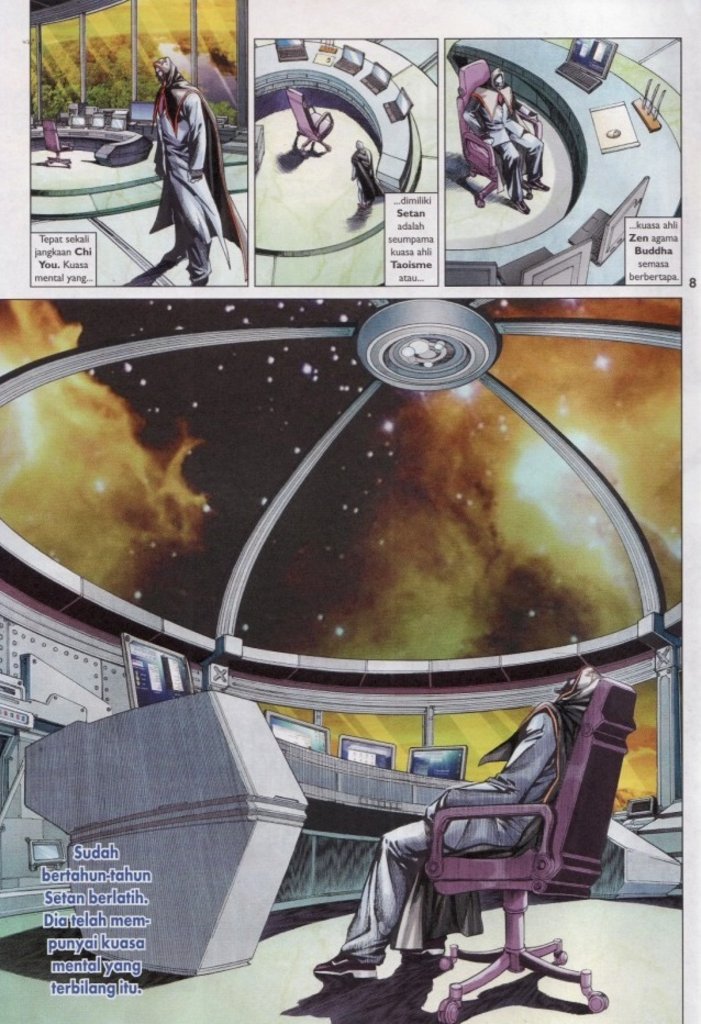 Tepat sekali
jangkaan Chi
You. Kuasa
mental yang...
...dimiliki
Setan
adalah
seumpama
kuasa ahli
Taoisme
atau...
...kuasa ahli
Zen agama
Buddha
semasa
berbertapa.
8
Sudah
bertahun-tahun
Setan berlatih.
Dia telah mem-
punyai kuasa
mental yang
terbilang itu.